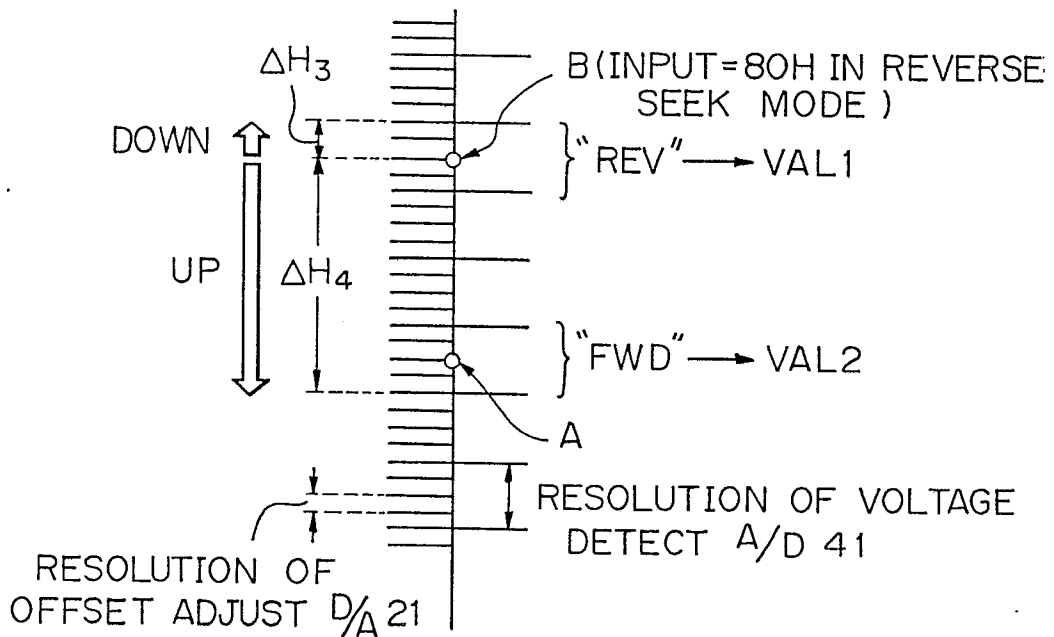 ΔH3
B(INPUT=80H IN REVERSE
SEEK MODE)
DOWN
"REV" → VAL1
UP
ΔH4
"FWD" → VAL2
A
RESOLUTION OF VOLTAGE
DETECT A/D 41
RESOLUTION OF
OFFSET ADJUST D/A 21